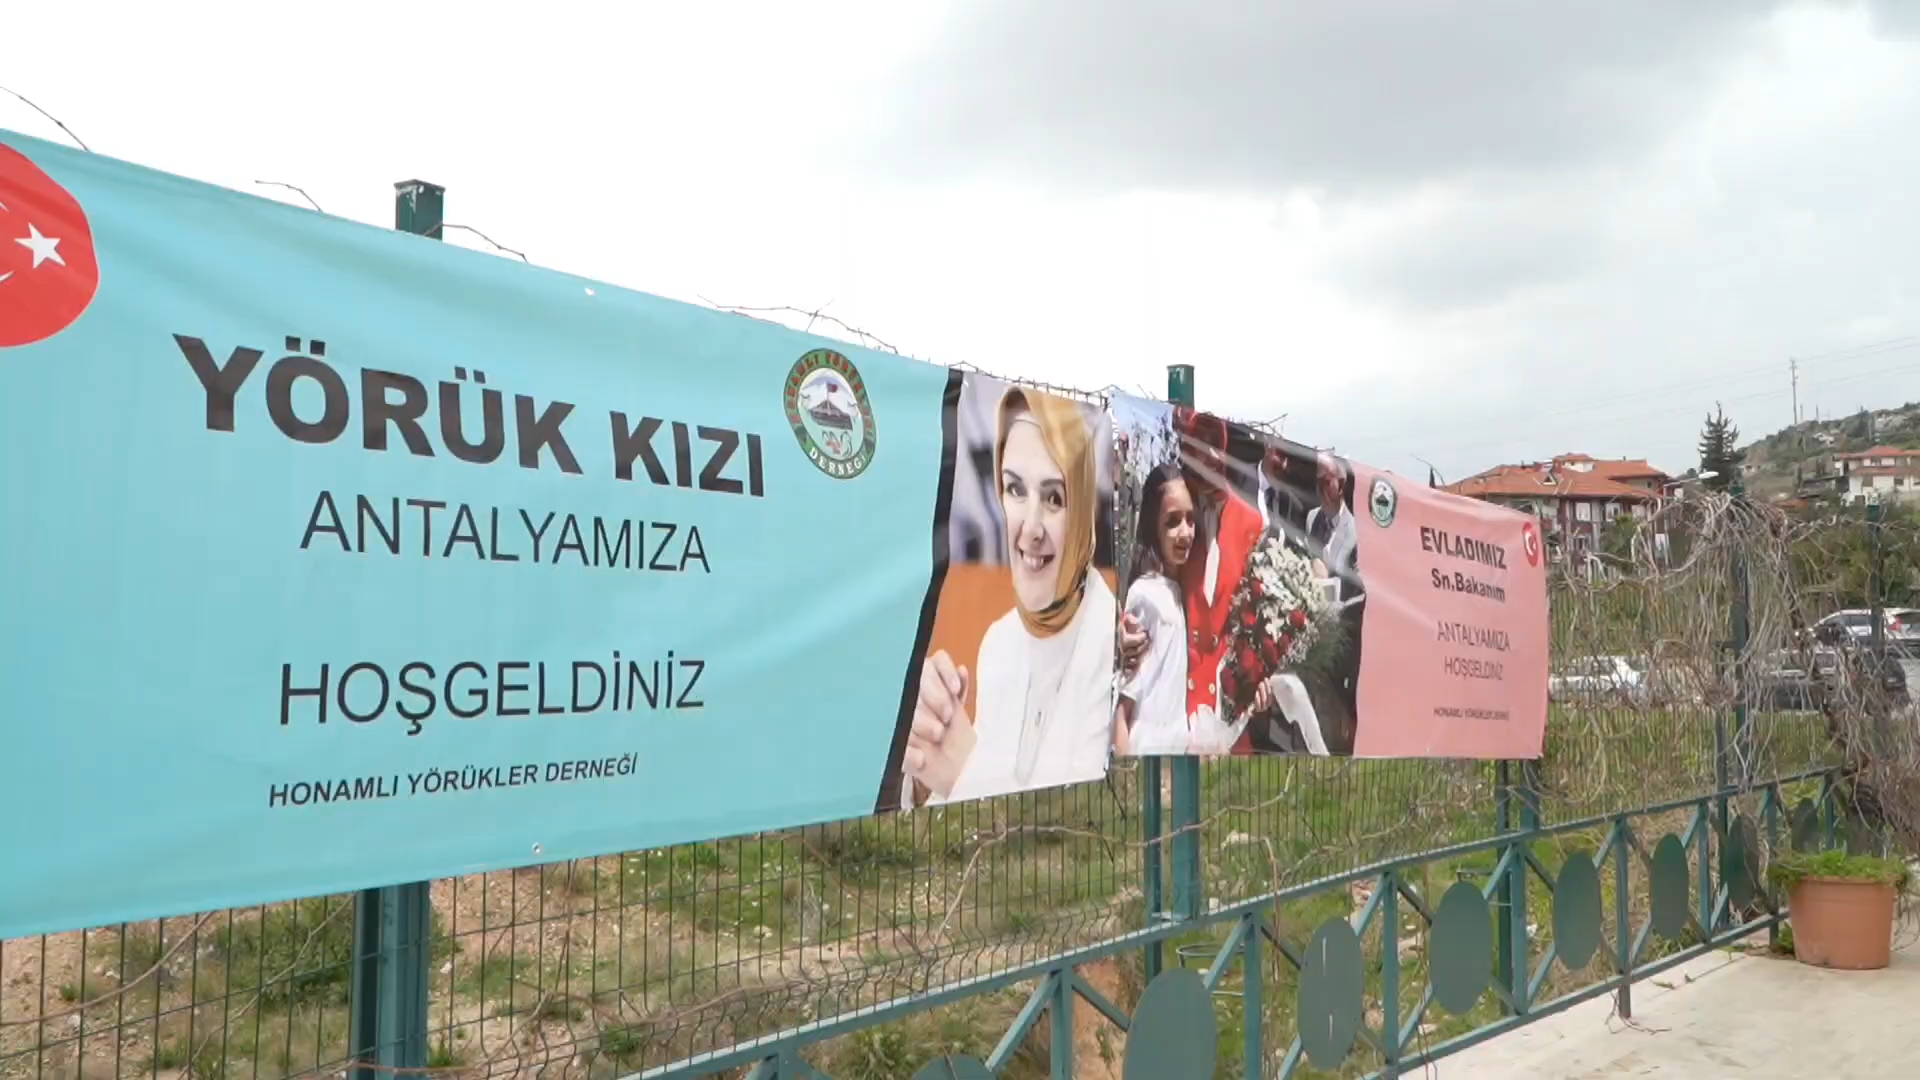 YÖRÜK KIZI
ANTALYAMIZA
HOŞGELDİNİZ
HONAMLI YÖRÜKLER DERNEĞİ
DERNEĞİ
EVLADIMIZ
Sn.Bakanım
ANTALYAMIZA
HOŞGELDİNİZ
HONAMLI YÖRÜKLER DERNEĞİ